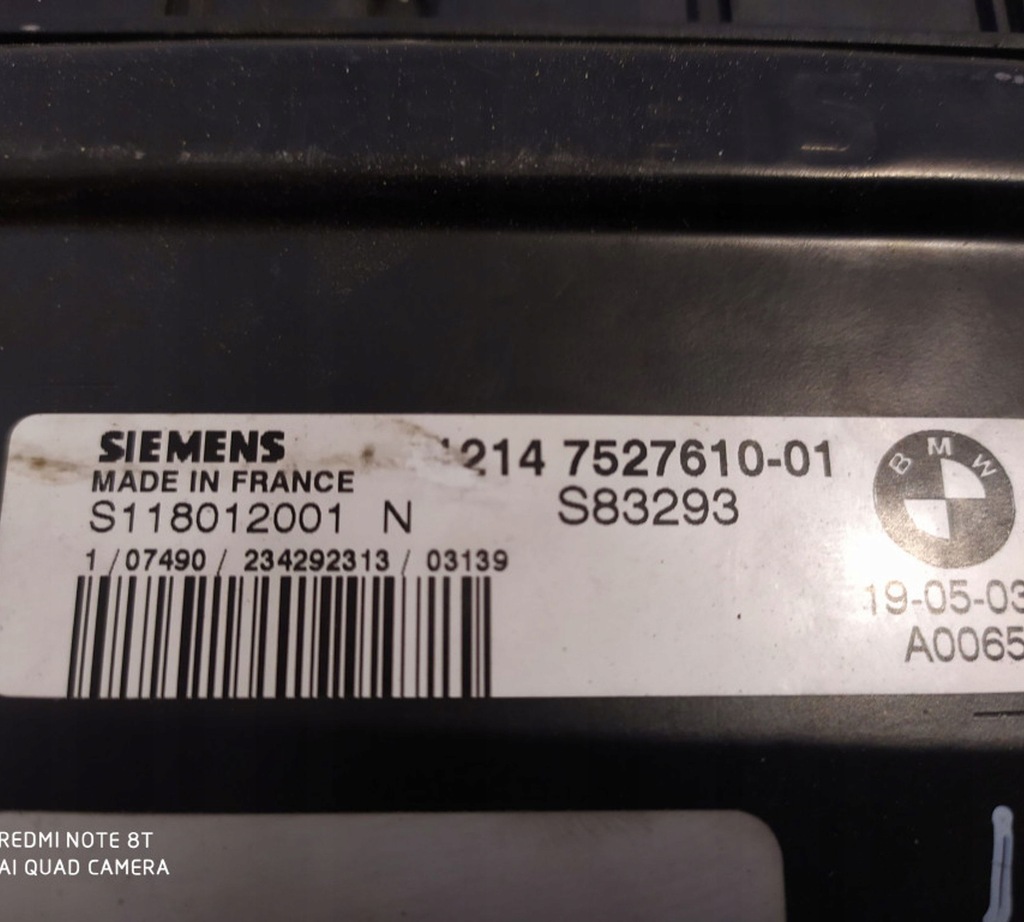 SIEMENS
MADE IN FRANCE
S118012001 N
1214 7527610-01
S83293
1 / 07490 / 234292313 / 03139
BMW
19-05-03
A0065
REDMI NOTE 8T
AI QUAD CAMERA